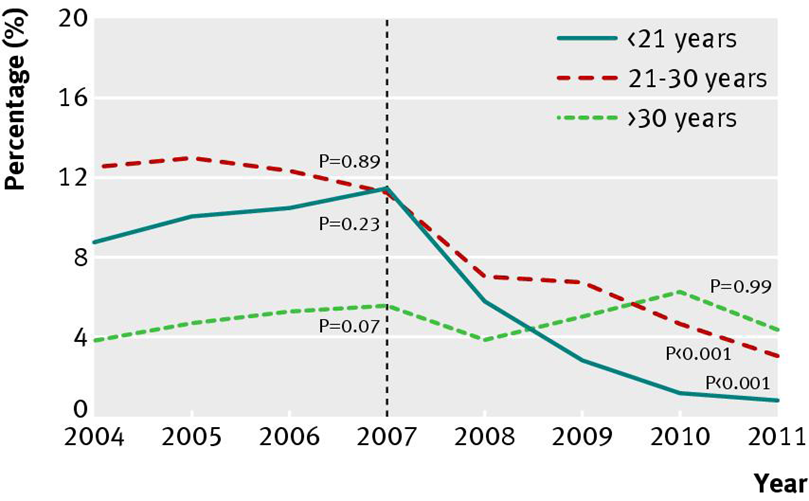 Percentage (%)
20
16
12
8
4
0
<21 years
21-30 years
>30 years
P=0.89
P=0.23
P=0.07
P=0.99
P<0.001
P<0.001
2004 2005 2006 2007 2008 2009 2010 2011
Year